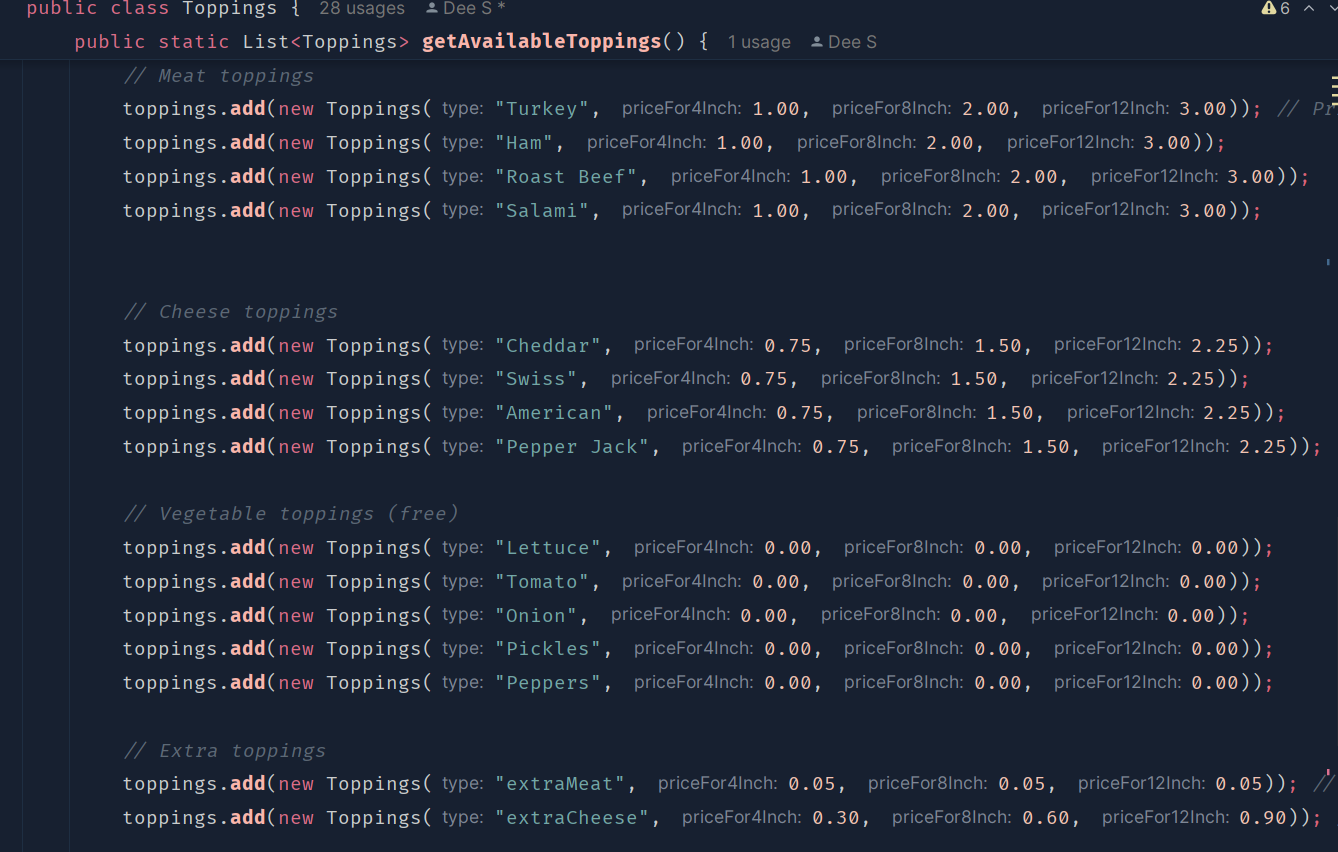 public class Toppings { 28 usages Dee S * 6
public static List<Toppings> getAvailableToppings() { 1 usage Dee S
// Meat toppings
toppings.add(new Toppings( type: "Turkey", priceFor4Inch: 1.00, priceFor8Inch: 2.00, priceFor12Inch: 3.00)); //
toppings.add(new Toppings( type: "Ham", priceFor4Inch: 1.00, priceFor8Inch: 2.00, priceFor12Inch: 3.00));
toppings.add(new Toppings( type: "Roast Beef", priceFor4Inch: 1.00, priceFor8Inch: 2.00, priceFor12Inch: 3.00));
toppings.add(new Toppings( type: "Salami", priceFor4Inch: 1.00, priceFor8Inch: 2.00, priceFor12Inch: 3.00));
// Cheese toppings
toppings.add(new Toppings( type: "Cheddar", priceFor4Inch: 0.75, priceFor8Inch: 1.50, priceFor12Inch: 2.25));
toppings.add(new Toppings( type: "Swiss", priceFor4Inch: 0.75, priceFor8Inch: 1.50, priceFor12Inch: 2.25));
toppings.add(new Toppings( type: "American", priceFor4Inch: 0.75, priceFor8Inch: 1.50, priceFor12Inch: 2.25));
toppings.add(new Toppings( type: "Pepper Jack", priceFor4Inch: 0.75, priceFor8Inch: 1.50, priceFor12Inch: 2.25));
// Vegetable toppings (free)
toppings.add(new Toppings( type: "Lettuce", priceFor4Inch: 0.00, priceFor8Inch: 0.00, priceFor12Inch: 0.00));
toppings.add(new Toppings( type: "Tomato", priceFor4Inch: 0.00, priceFor8Inch: 0.00, priceFor12Inch: 0.00));
toppings.add(new Toppings( type: "Onion", priceFor4Inch: 0.00, priceFor8Inch: 0.00, priceFor12Inch: 0.00));
toppings.add(new Toppings( type: "Pickles", priceFor4Inch: 0.00, priceFor8Inch: 0.00, priceFor12Inch: 0.00));
toppings.add(new Toppings( type: "Peppers", priceFor4Inch: 0.00, priceFor8Inch: 0.00, priceFor12Inch: 0.00));
// Extra toppings
toppings.add(new Toppings( type: "extraMeat", priceFor4Inch: 0.05, priceFor8Inch: 0.05, priceFor12Inch: 0.05)); //
toppings.add(new Toppings( type: "extraCheese", priceFor4Inch: 0.30, priceFor8Inch: 0.60, priceFor12Inch: 0.90));